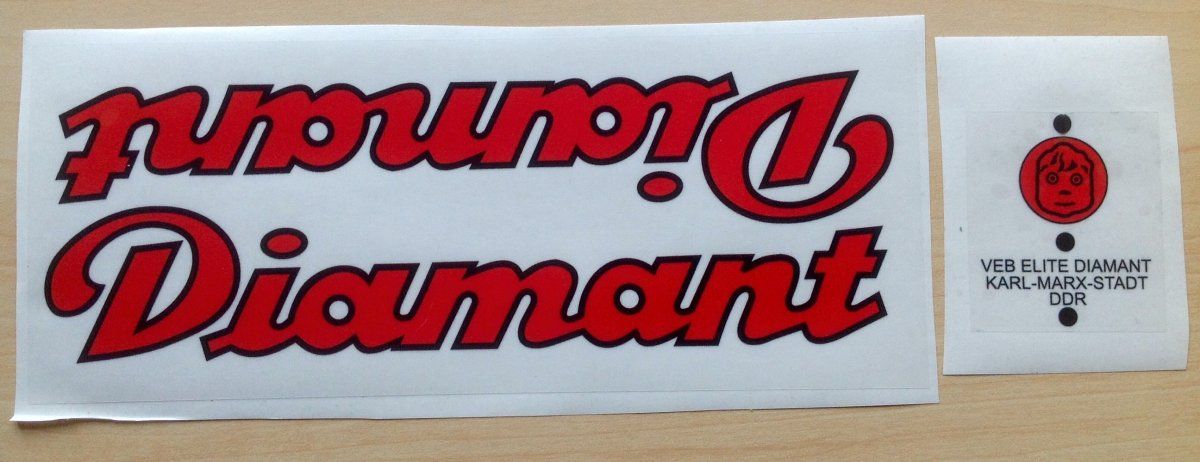 Diamant
Diamant
VEB ELITE DIAMANT
KARL-MARX-STADT
DDR